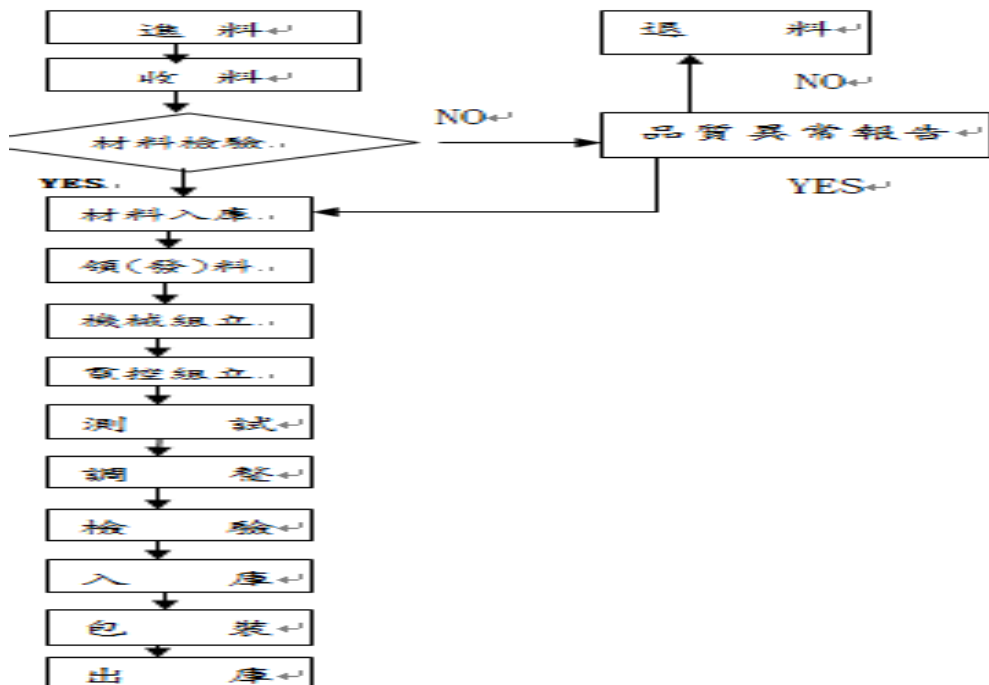 進 料
退 料
收 料
NO
NO
材料檢驗
品質異常報告
YES
YES
材料入庫
領(發)料
機械組立
電控組立
測 試
調 整
檢 驗
入 庫
包 裝
出 庫